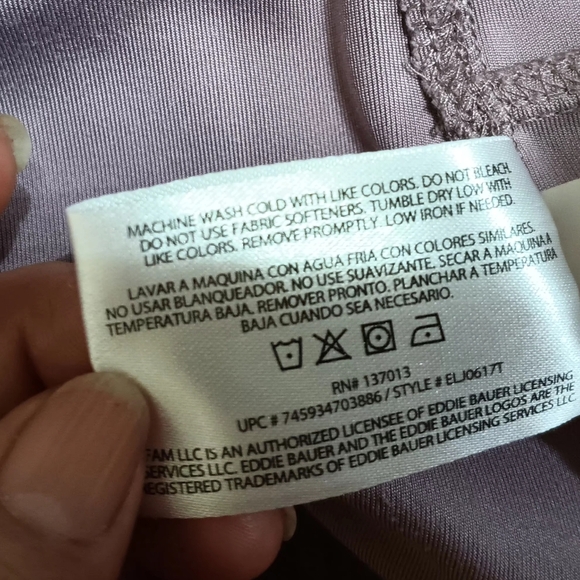 MACHINE WASH COLD WITH LIKE COLORS. DO NOT BLEACH.
DO NOT USE FABRIC SOFTENERS. TUMBLE DRY LOW WITH
LIKE COLORS. REMOVE PROMPTLY. LOW IRON IF NEEDED.
LAVAR A MAQUINA CON AGUA FRIA CON COLORES SIMILARES.
NO USAR BLANQUEADOR. NO USE SUAVIZANTE. SECAR A MAQUINA A
TEMPERATURA BAJA. REMOVER PRONTO. PLANCHAR A TEMPERATURA
BAJA CUANDO SEA NECESARIO.
RN# 137013
UPC # 745934703886 / STYLE # ELJ0617T
FAM LLC IS AN AUTHORIZED LICENSEE OF EDDIE BAUER LICENSING
SERVICES LLC. EDDIE BAUER AND THE EDDIE BAUER LOGOS ARE THE
REGISTERED TRADEMARKS OF EDDIE BAUER LICENSING SERVICES LLC